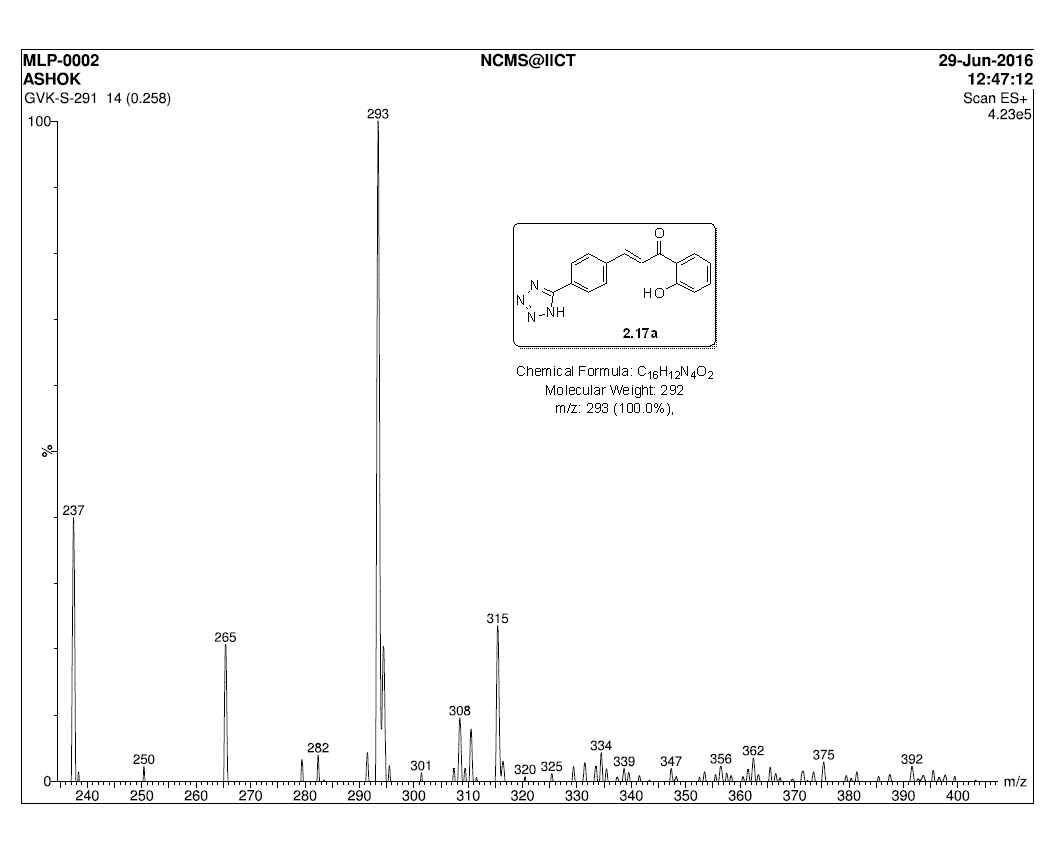 MLP-0002 NCMS@IICT 29-Jun-2016
ASHOK 12:47:12
GVK-S-291 14 (0.258) Scan ES+
4.23e5
100
293
O
N
N
N
NH
HO
2.17a
Chemical Formula: C16H12N4O2
Molecular Weight: 292
m/z: 293 (100.0%),
%
237
315
265
308
282
334
250
301
320
325
339
347
356
362
375
392
0
240 250 260 270 280 290 300 310 320 330 340 350 360 370 380 390 400 m/z